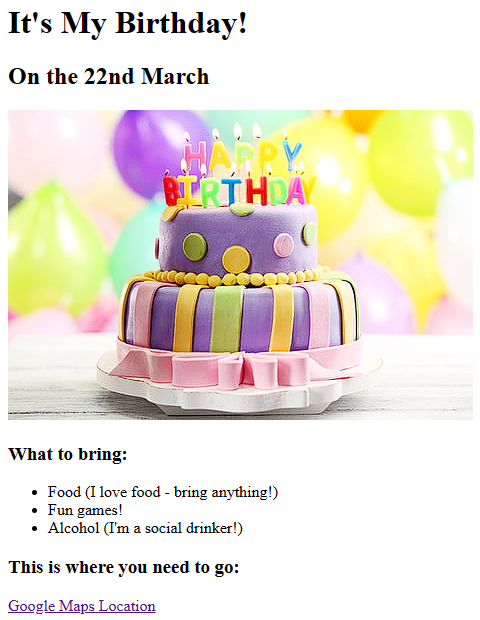 It's My Birthday!
On the 22nd March
HAPPY
BIRTHDAY
What to bring:
Food (I love food - bring anything!)
Fun games!
Alcohol (I'm a social drinker!)
This is where you need to go:
Google Maps Location